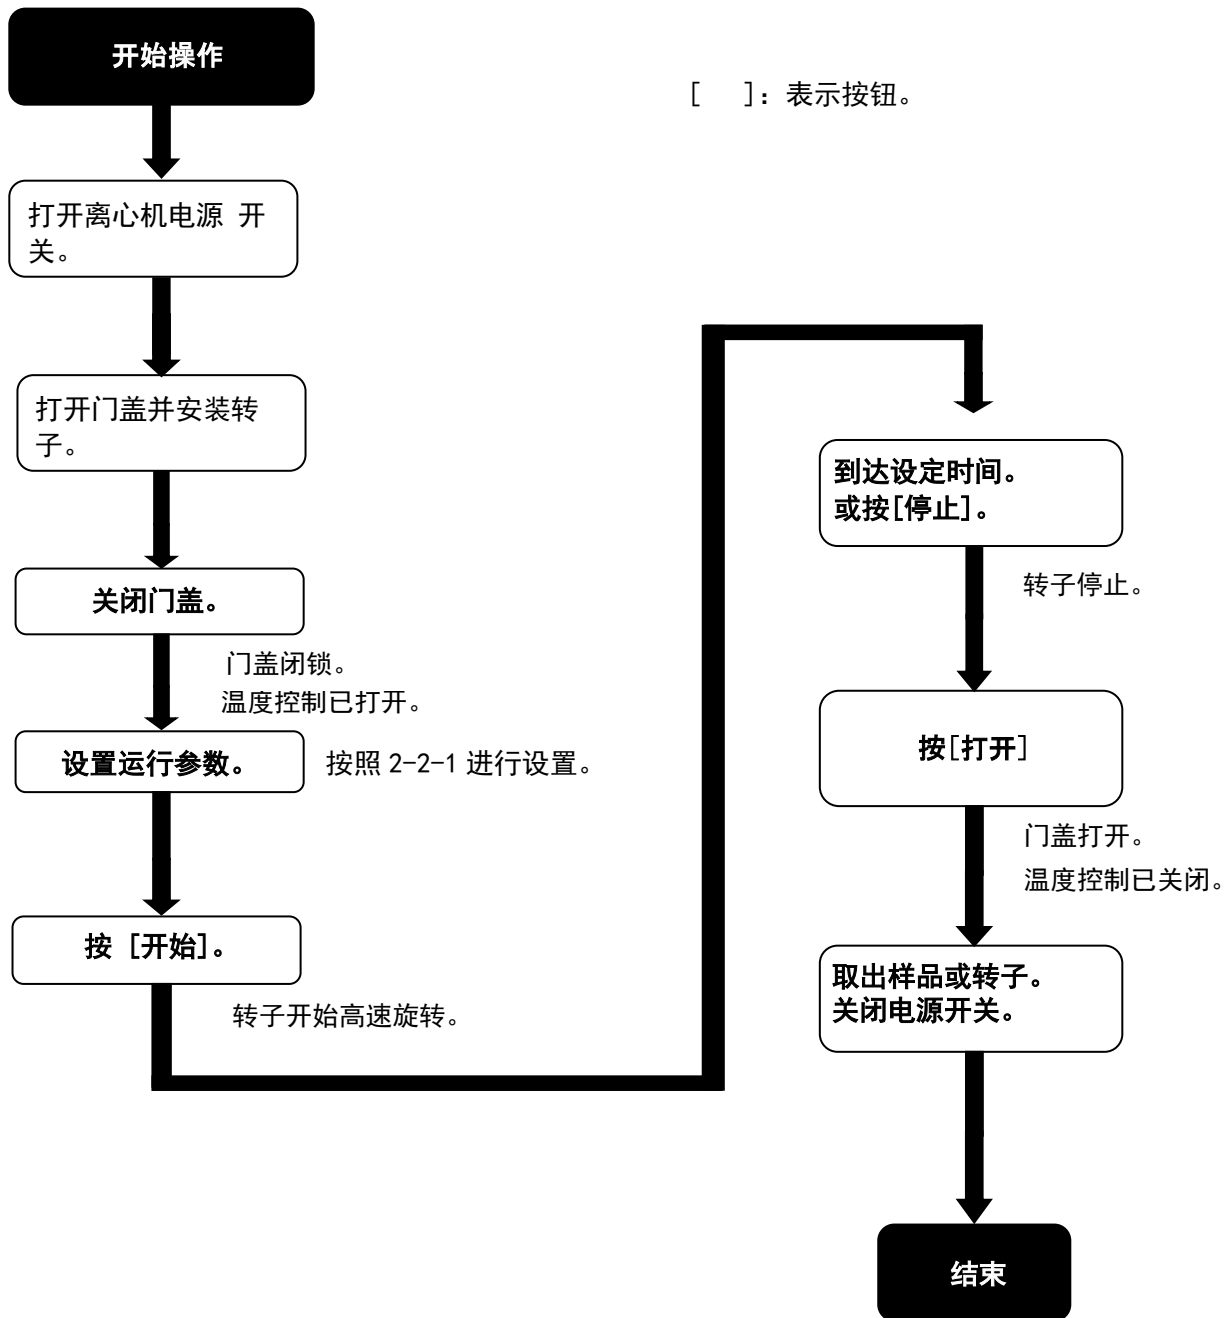 开始操作
[　]：表示按钮。
打开离心机电源 开
关。
打开门盖并安装转
子。
关闭门盖。
门盖闭锁。
温度控制已打开。
设置运行参数。
按照 2-2-1 进行设置。
按 [开始]。
转子开始高速旋转。
到达设定时间。
或按[停止]。
转子停止。
按[打开]
门盖打开。
温度控制已关闭。
取出样品或转子。
关闭电源开关。
结束